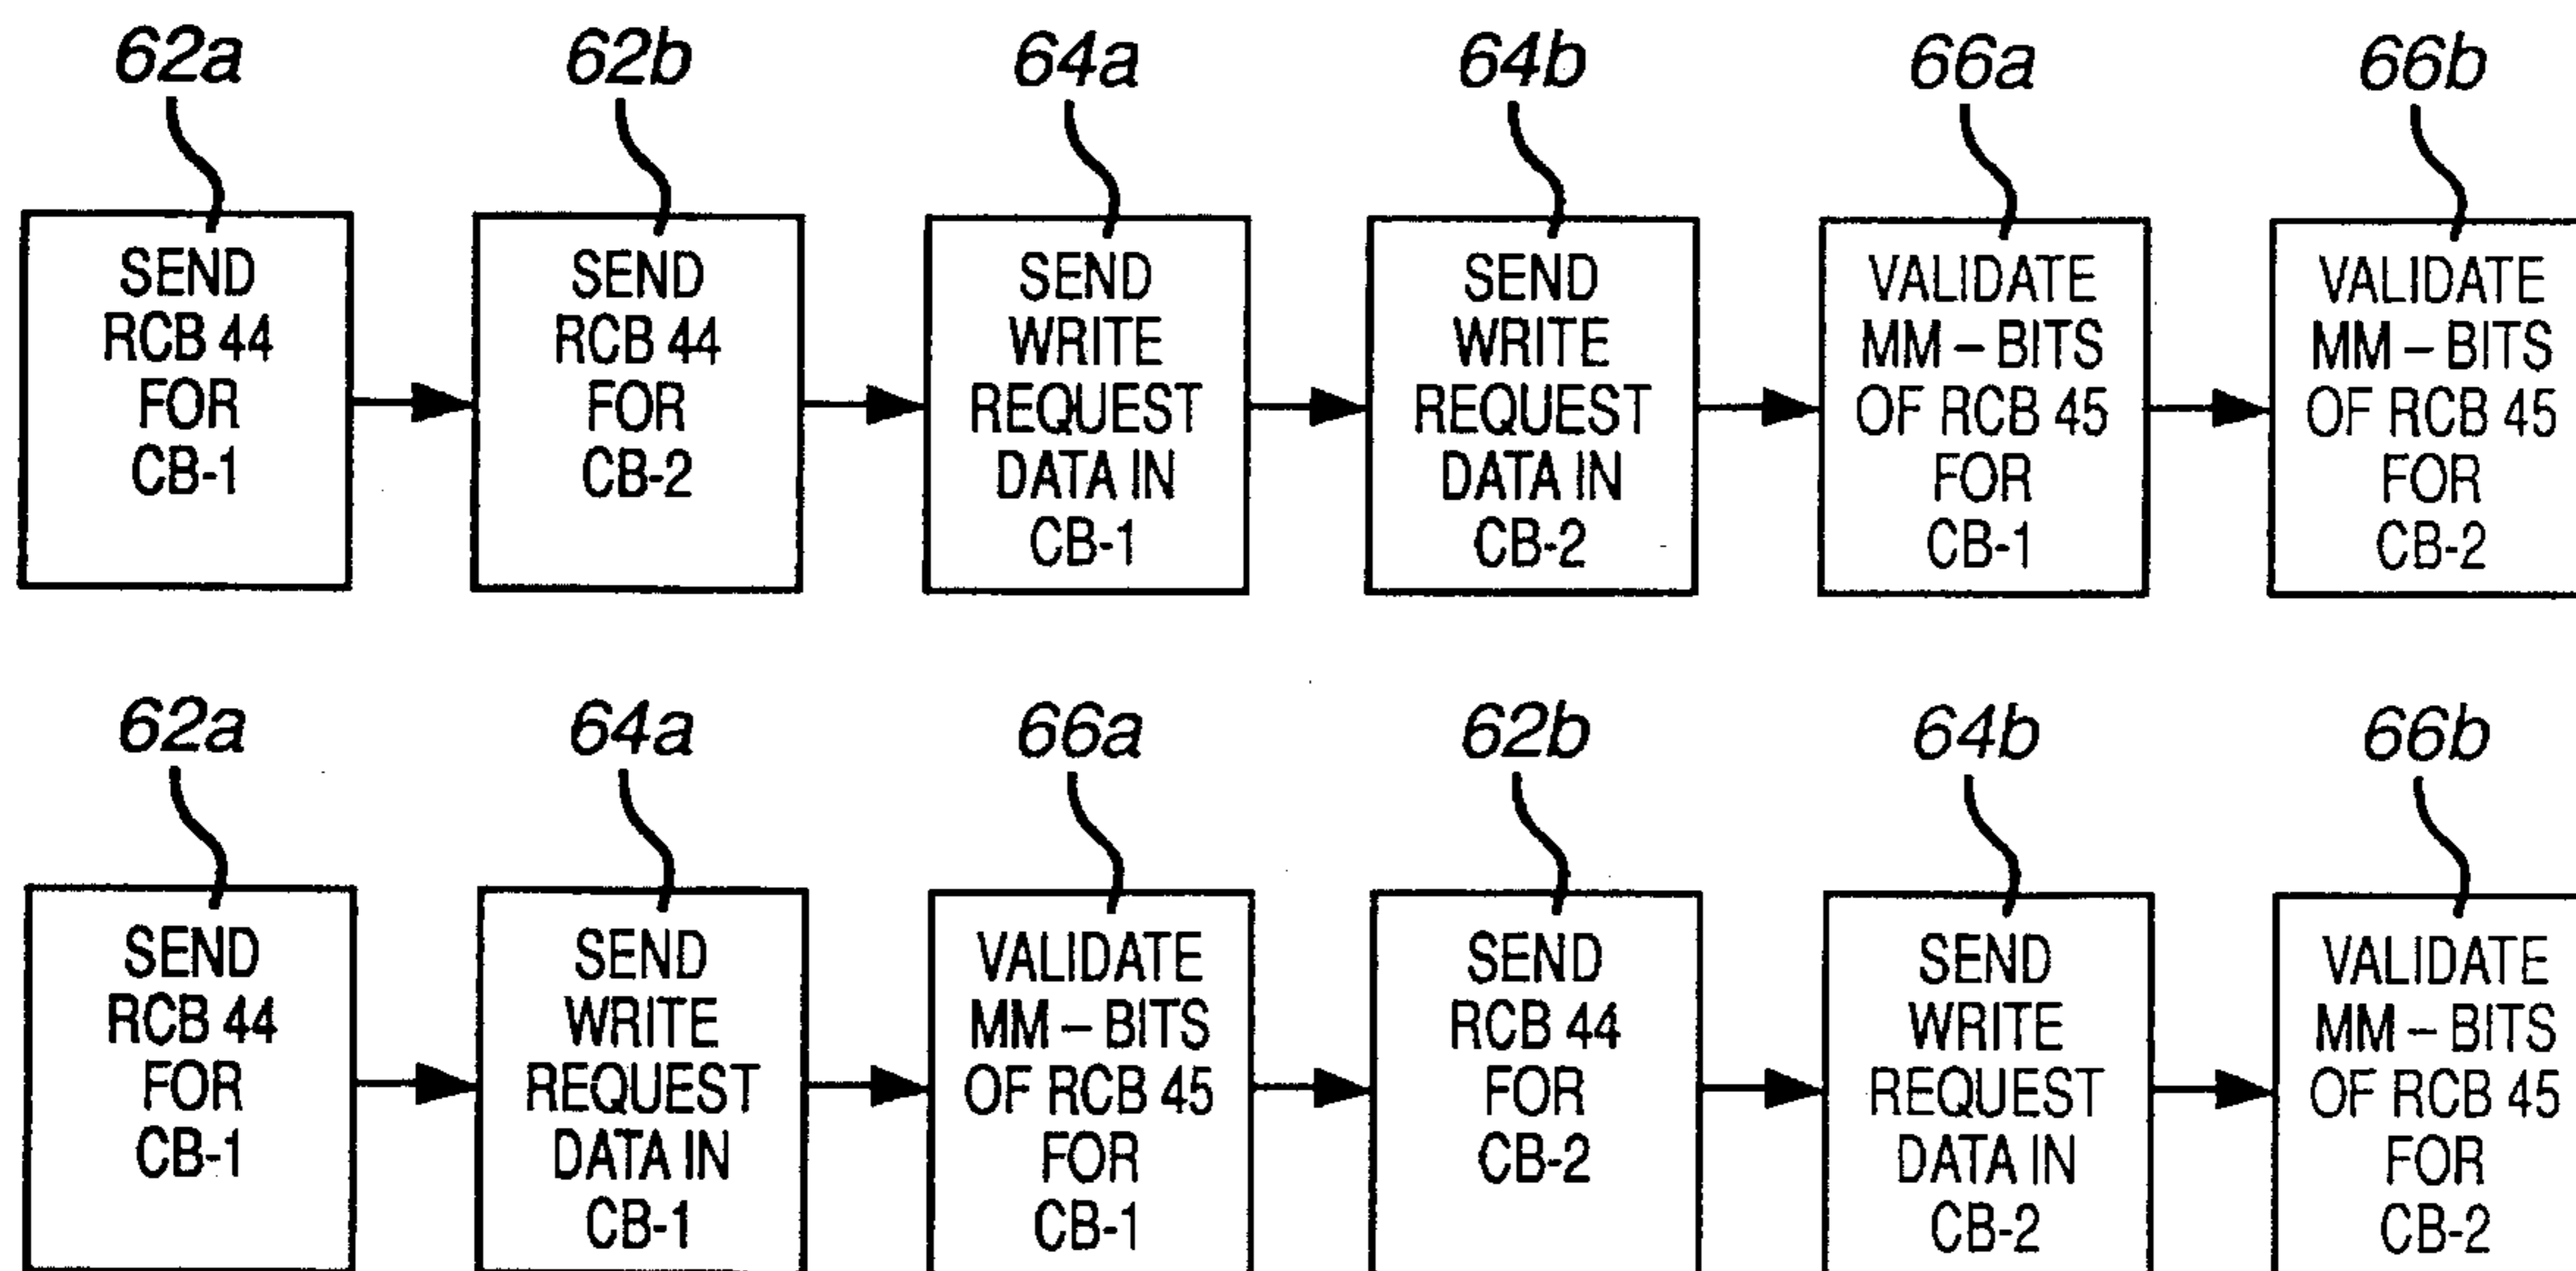 62a
62b
64a
64b
66a
66b
SEND
RCB 44
FOR
CB-1
SEND
RCB 44
FOR
CB-2
SEND
WRITE
REQUEST
DATA IN
CB-1
SEND
WRITE
REQUEST
DATA IN
CB-2
VALIDATE
MM – BITS
OF RCB 45
FOR
CB-1
VALIDATE
MM – BITS
OF RCB 45
FOR
CB-2
62a
64a
66a
62b
64b
66b
SEND
RCB 44
FOR
CB-1
SEND
WRITE
REQUEST
DATA IN
CB-1
VALIDATE
MM – BITS
OF RCB 45
FOR
CB-1
SEND
RCB 44
FOR
CB-2
SEND
WRITE
REQUEST
DATA IN
CB-2
VALIDATE
MM – BITS
OF RCB 45
FOR
CB-2